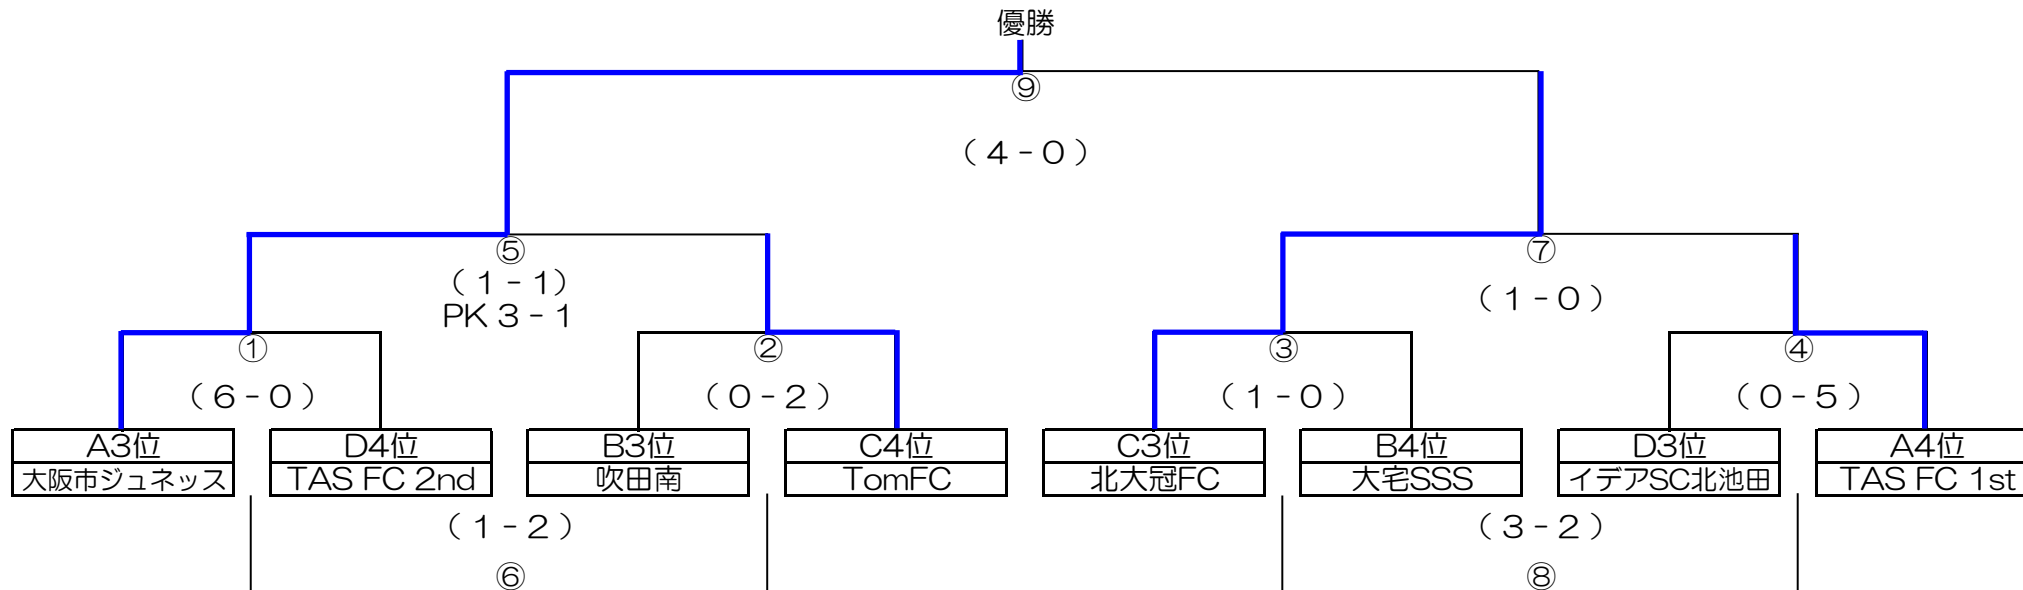 優勝
⑨
( 4 - 0 )
⑤
( 1 - 1)
PK 3 - 1
⑦
( 1 - 0 )
①
( 6 - 0 )
②
( 0 - 2 )
③
( 1 - 0 )
④
( 0 - 5 )
A3位
D4位
B3位
C4位
C3位
B4位
D3位
A4位
大阪市ジュネッス
TAS FC 2nd
吹田南
TomFC
北大冠FC
大宅SSS
イデアSC北池田
TAS FC 1st
( 1 - 2 )
( 3 - 2 )
⑥
⑧